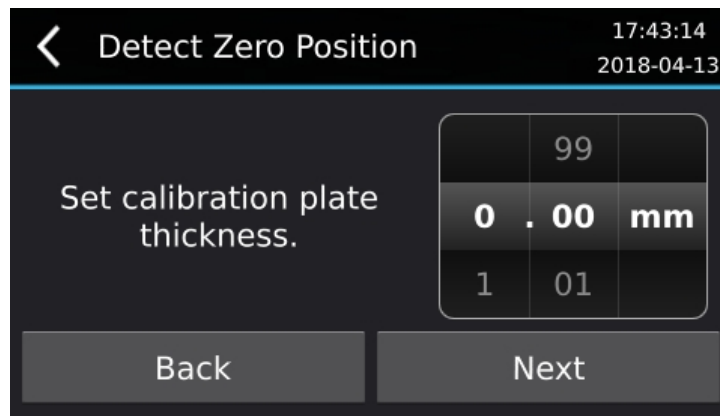 Detect Zero Position
17:43:14
2018-04-13
Set calibration plate
thickness.
99
0 . 00 mm
1 01
Back
Next